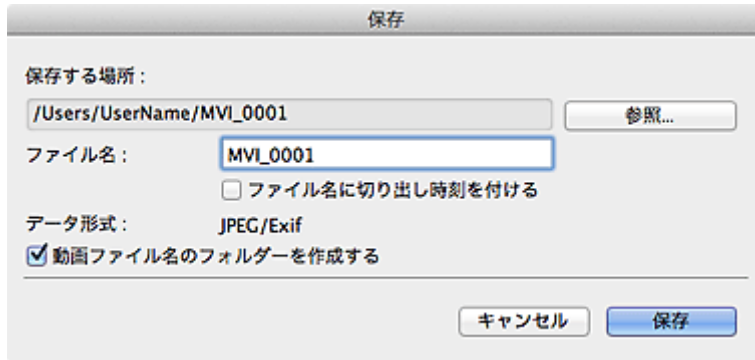 保存
保存する場所：
/Users/UserName/MVI_0001
参照...
ファイル名： MVI_0001
ファイル名に切り出し時刻を付ける
データ形式： JPEG/Exif
動画ファイル名のフォルダーを作成する
キャンセル 保存